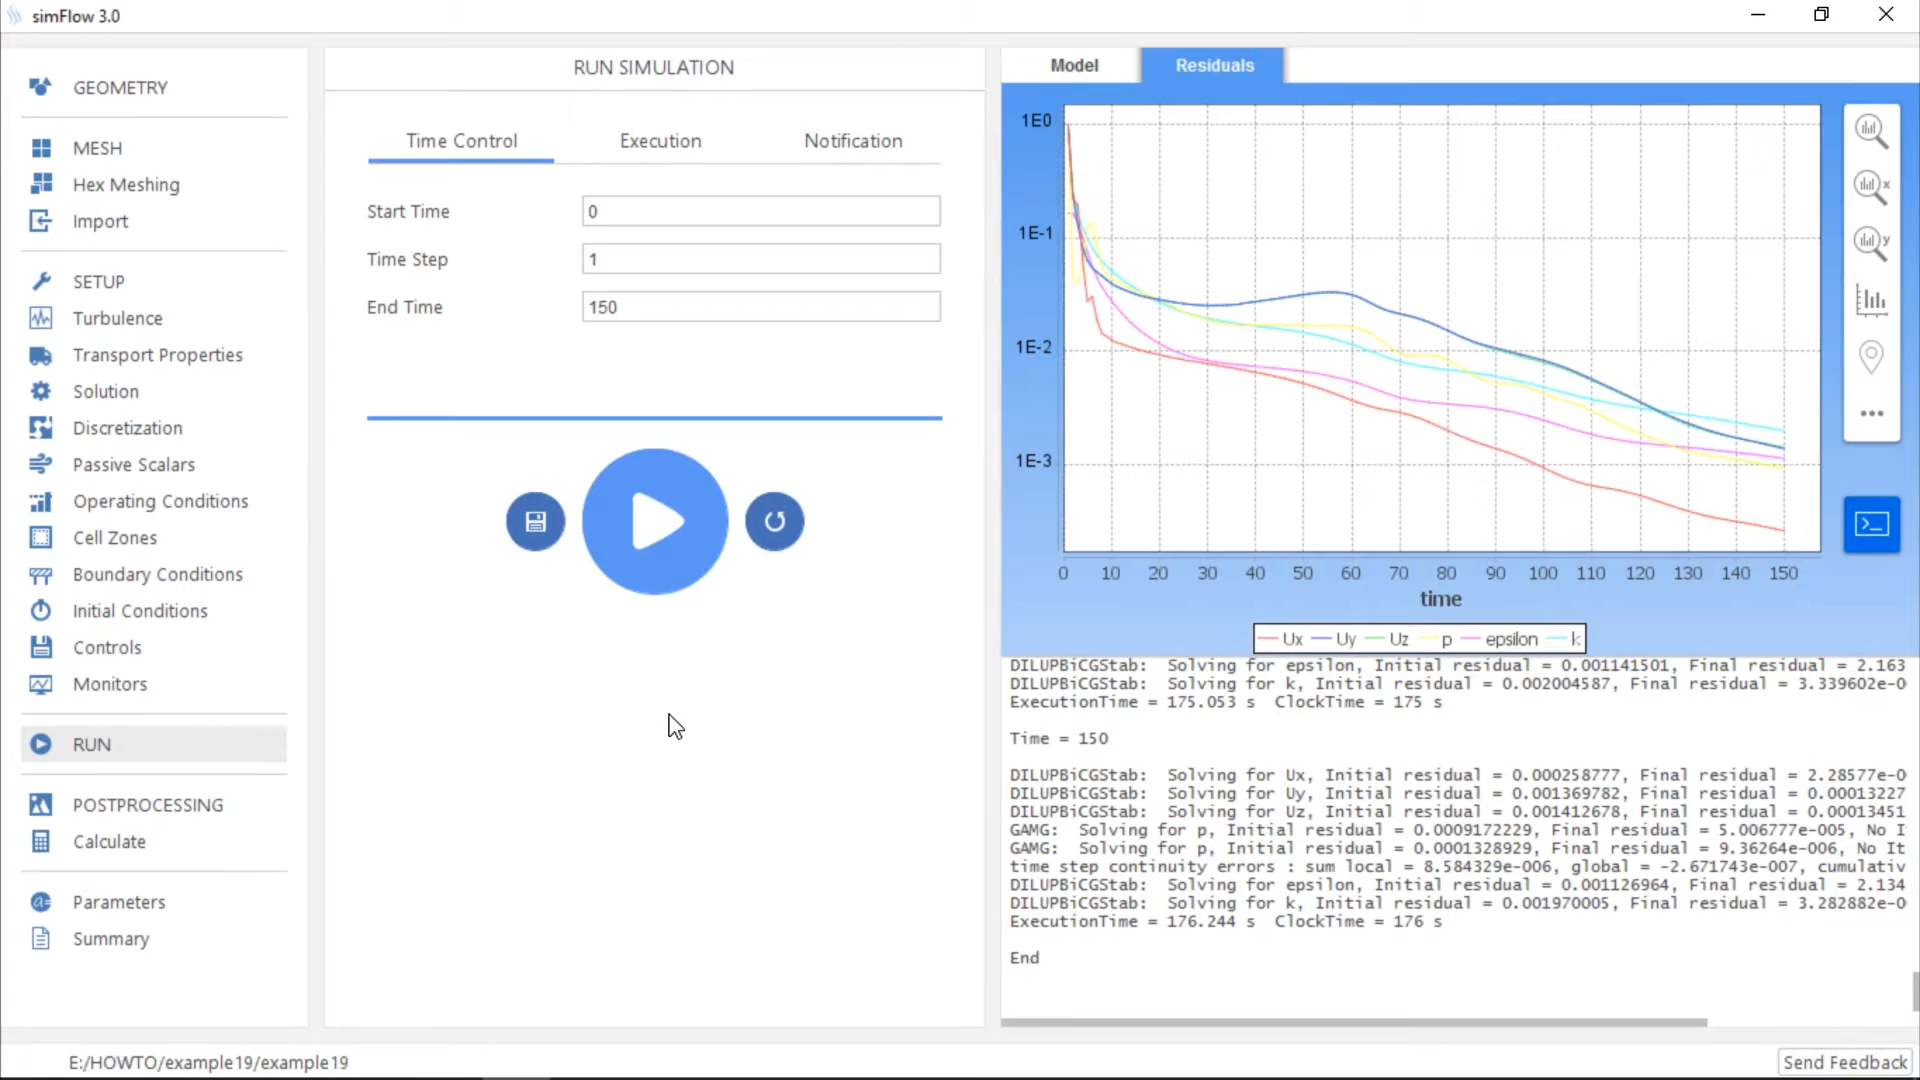 simFlow 3.0
GEOMETRY
MESH
Hex Meshing
Import
SETUP
Turbulence
Transport Properties
Solution
Discretization
Passive Scalars
Operating Conditions
Cell Zones
Boundary Conditions
Initial Conditions
Controls
Monitors
RUN
POSTPROCESSING
Calculate
Parameters
Summary
RUN SIMULATION
Time Control Execution Notification
Start Time 0
Time Step 1
End Time 150
Model Residuals
1E0
1E-1
1E-2
1E-3
0 10 20 30 40 50 60 70 80 90 100 110 120 130 140 150
time
Ux Uy Uz p epsilon k
x
y
DILUPBiCGStab: Solving for epsilon, Initial residual = 0.001141501, Final residual = 2.163
DILUPBiCGStab: Solving for k, Initial residual = 0.002004587, Final residual = 3.339602e-0
ExecutionTime = 175.053 s ClockTime = 175 s
Time = 150
DILUPBiCGStab: Solving for Ux, Initial residual = 0.000258777, Final residual = 2.28577e-0
DILUPBiCGStab: Solving for Uy, Initial residual = 0.001369782, Final residual = 0.00013227
DILUPBiCGStab: Solving for Uz, Initial residual = 0.001412678, Final residual = 0.00013451
GAMG: Solving for p, Initial residual = 0.0009172229, Final residual = 5.006777e-005, No I
GAMG: Solving for p, Initial residual = 0.0001328929, Final residual = 9.36264e-006, No It
time step continuity errors : sum local = 8.584329e-006, global = -2.671743e-007, cumulativ
DILUPBiCGStab: Solving for epsilon, Initial residual = 0.001126964, Final residual = 2.134
DILUPBiCGStab: Solving for k, Initial residual = 0.001970005, Final residual = 3.282882e-0
ExecutionTime = 176.244 s ClockTime = 176 s
End
E:/HOWTO/example19/example19
Send Feedback